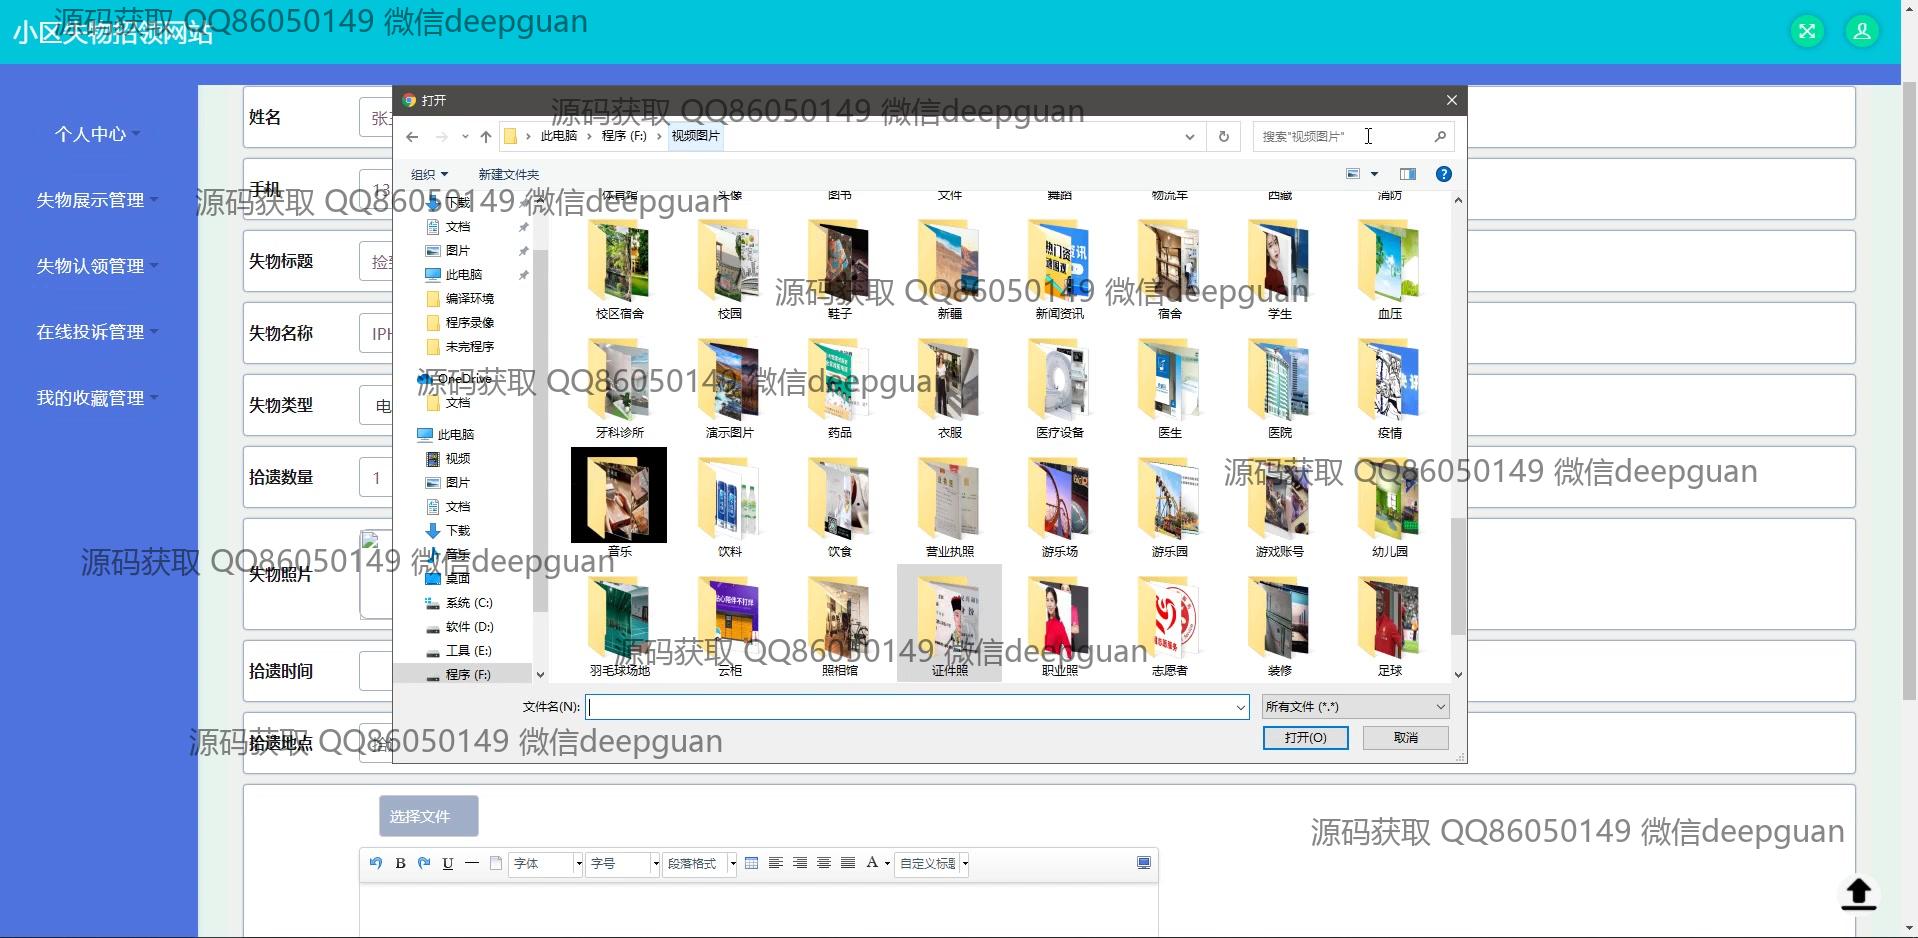 小区失物招领网站
源码获取 QQ86050149 微信deepguan
个人中心
失物展示管理
失物认领管理
在线投诉管理
我的收藏管理
姓名
手机
13
失物标题
失物名称
IPH
失物类型
电
拾遗数量
1
失物照片
拾遗时间
拾遗地点
选择文件
B
U
字体
字号
段落格式
A
自定义标题
打开
源码获取 QQ86050149 微信deepguan
此电脑
程序 (F:)
视频图片
搜索"视频图片"
组织
新建文件夹
源码获取 QQ86050149 微信deepguan
下载
文档
图片
此电脑
编译环境
程序录像
未完程序
OneDrive
文档
此电脑
视频
图片
文档
下载
音乐
桌面
系统 (C:)
软件 (D:)
工具 (E:)
程序 (F:)
体育馆 头像 图书 文件 舞蹈 物流车 西藏 消防
校区宿舍 校园 鞋子 新疆 新闻资讯 宿舍 学生 血压
源码获取 QQ86050149 微信deepguan
牙科诊所 演示图片 药品 衣服 医疗设备 医生 医院 疫情
源码获取 QQ86050149 微信deepguan
音乐 饮料 饮食 营业执照 游乐场 游乐园 游戏账号 幼儿园
源码获取 QQ86050149 微信deepguan
源码获取 QQ86050149 微信deepguan
羽毛球场地 云柜 照相馆 证件照 职业照 志愿者 装修 足球
源码获取 QQ86050149 微信deepguan
文件名(N):
所有文件 (*.*)
打开(O)
取消
源码获取 QQ86050149 微信deepguan
源码获取 QQ86050149 微信deepguan